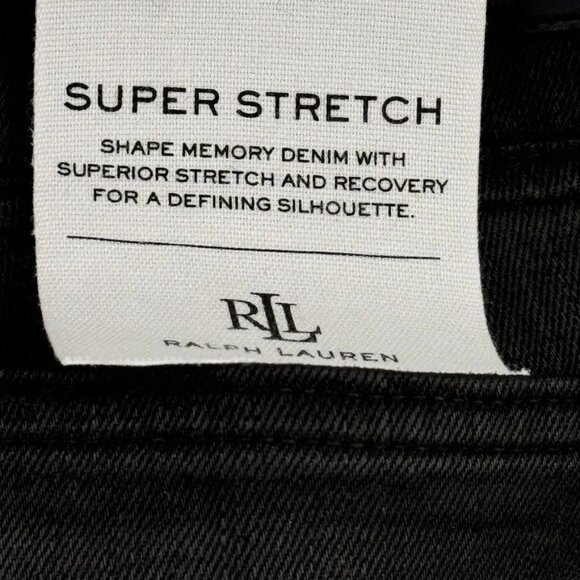 SUPER STRETCH
SHAPE MEMORY DENIM WITH
SUPERIOR STRETCH AND RECOVERY
FOR A DEFINING SILHOUETTE.
RLL
RALPH LAUREN